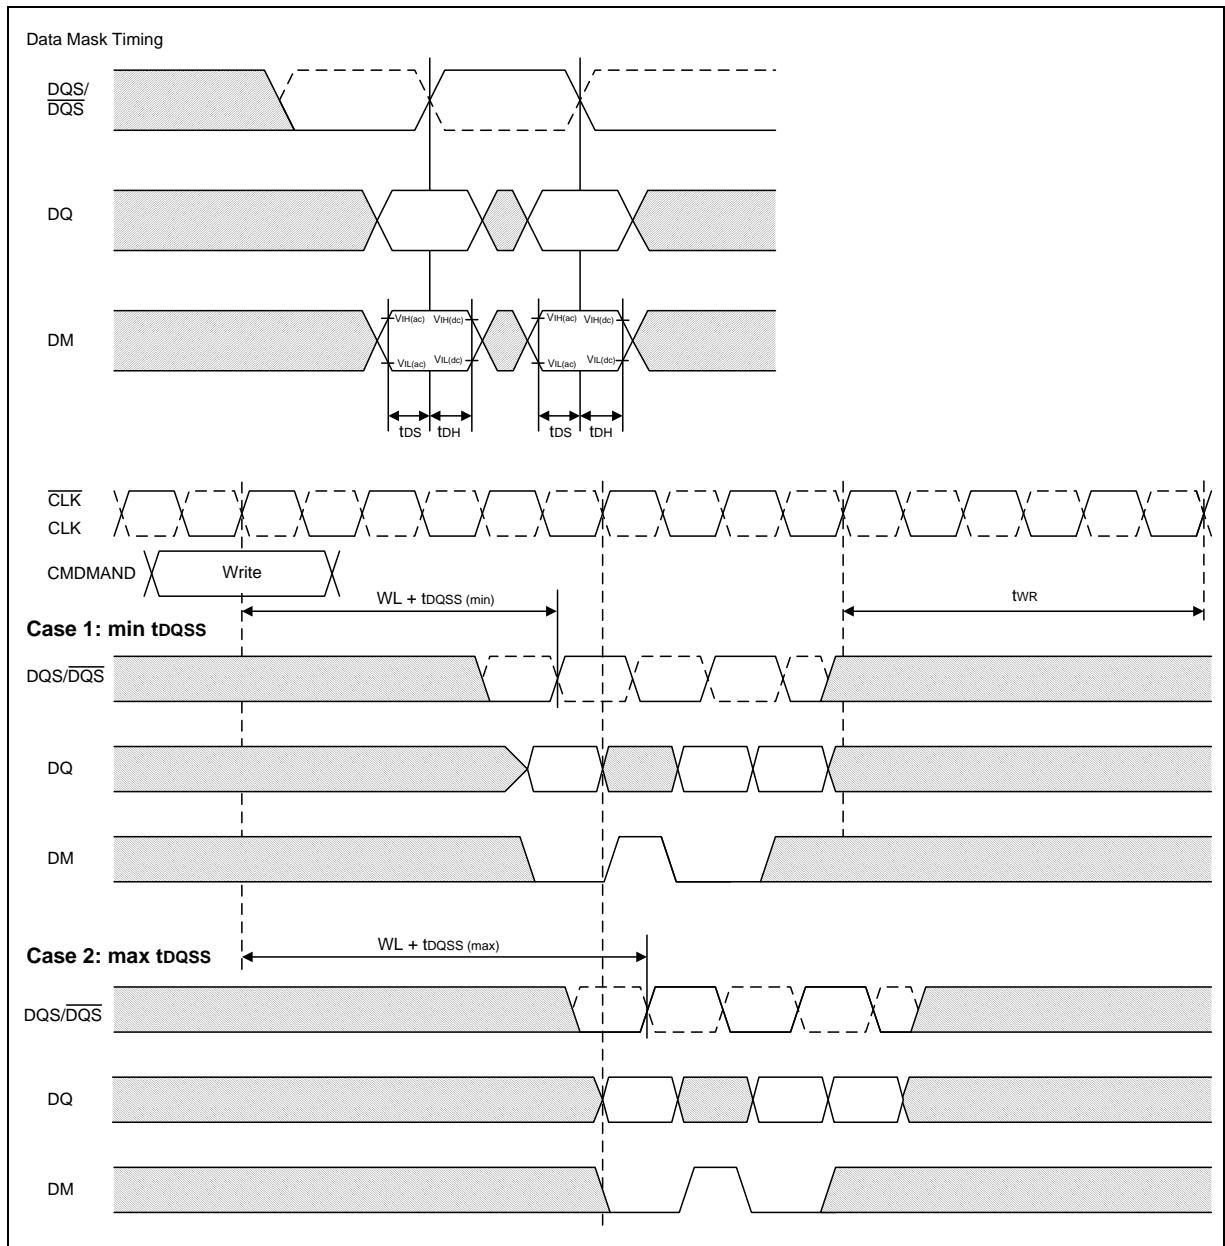 Data Mask Timing
DQS/
DQS
DQ
DM
VIH(ac) VIH(dc) VIH(ac) VIH(dc)
VIL(ac) VIL(dc) VIL(ac) VIL(dc)
tDS tDH tDS tDH
CLK
CLK
CMDMAND Write
WL + tDQSS (min) tWR
Case 1: min tDQSS
DQS/DQS
DQ
DM
Case 2: max tDQSS WL + tDQSS (max)
DQS/DQS
DQ
DM